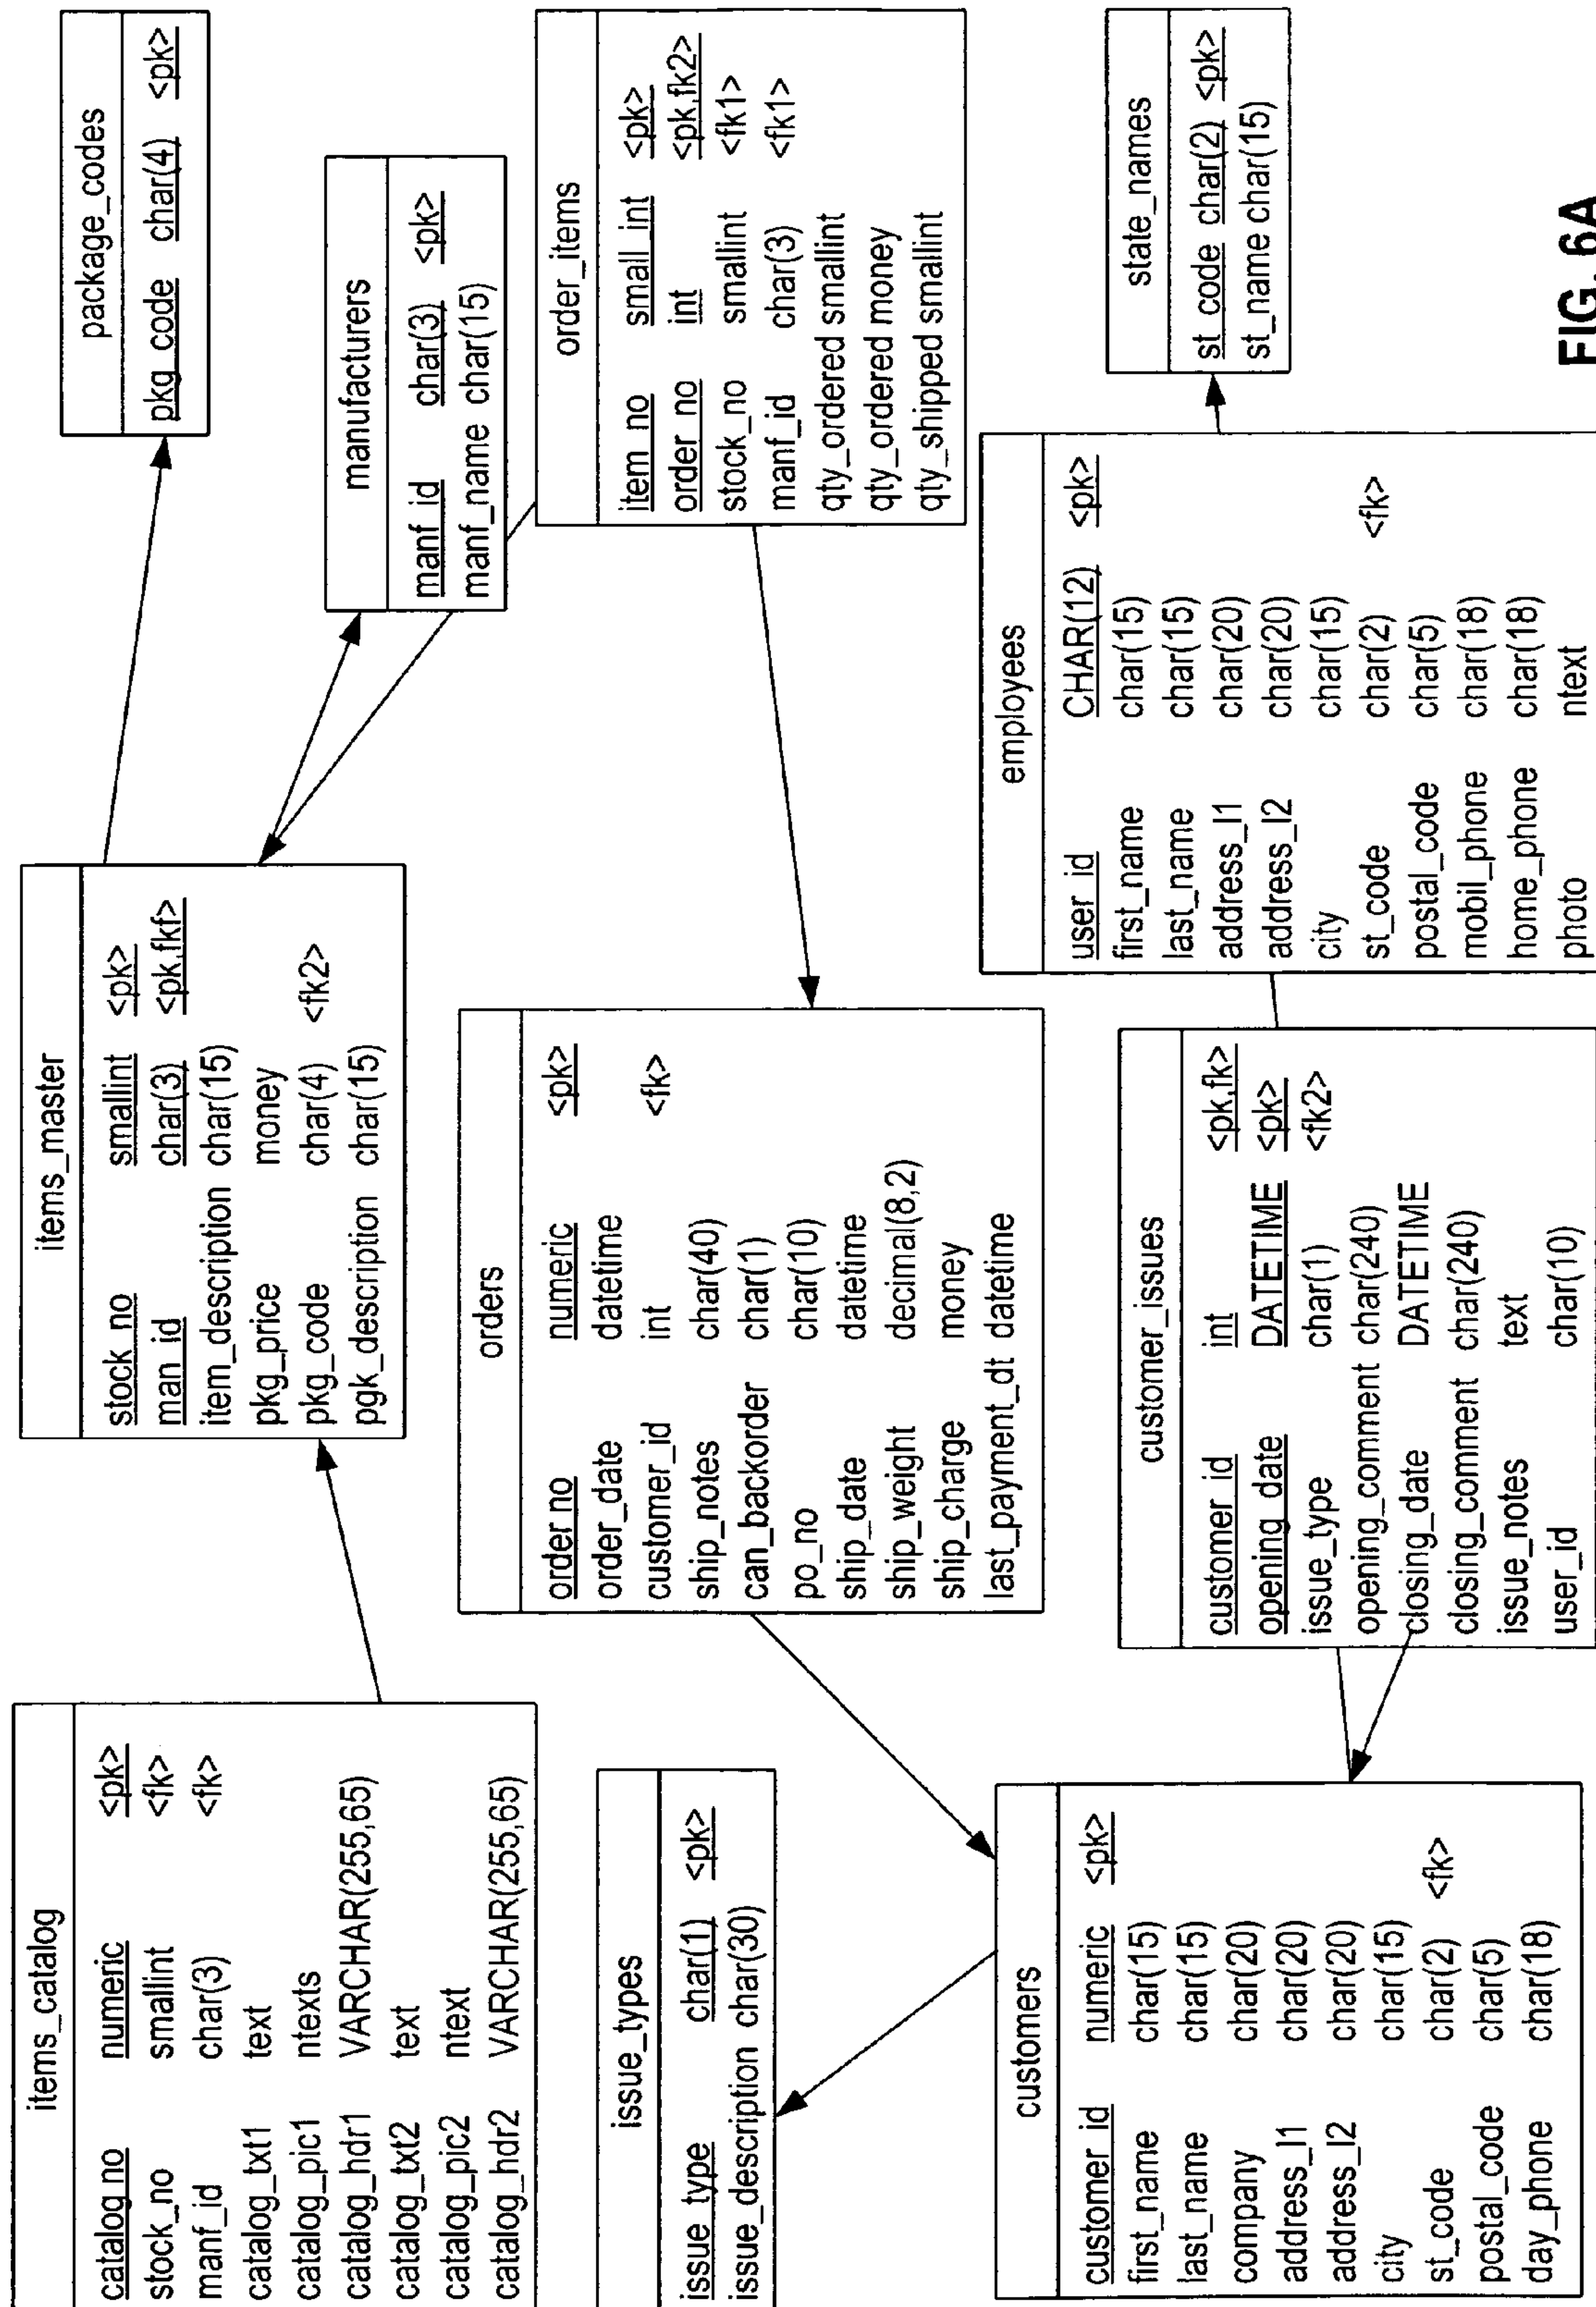 items_catalog
catalog no numeric <pk>
stock_no smallint <fk>
manf_id char(3) <fk>
catalog_txt1 text
catalog_pic1 ntexts
catalog_hdr1 VARCHAR(255,65)
catalog_txt2 text
catalog_pic2 ntext
catalog_hdr2 VARCHAR(255,65)
items_master
stock_no smallint <pk>
man_id char(3) <pk,fkf>
item_description char(15)
pkg_price money
pkg_code char(4) <fk2>
pgk_description char(15)
package_codes
pkg_code char(4) <pk>
manufacturers
manf_id char(3) <pk>
manf_name char(15)
issue_types
issue_type char(1) <pk>
issue_description char(30)
orders
order no numeric <pk>
order_date datetime
customer_id int <fk>
ship_notes char(40)
can_backorder char(1)
po_no char(10)
ship_date datetime
ship_weight decimal(8,2)
ship_charge money
last_payment_dt datetime
order_items
item_no small_int <pk>
order_no int <pk,fk2>
stock_no smallint <fk1>
manf_id char(3) <fk1>
qty_ordered smallint
qty_ordered money
qty_shipped smallint
customers
customer_id numeric <pk>
first_name char(15)
last_name char(15)
company char(20)
address_l1 char(20)
address_l2 char(20)
city char(15)
st_code char(2) <fk>
postal_code char(5)
day_phone char(18)
customer_issues
customer_id int <pk,fk>
opening_date DATETIME <pk>
issue_type char(1) <fk2>
opening_comment char(240)
closing_date DATETIME
closing_comment char(240)
issue_notes text
user_id char(10)
employees
user_id CHAR(12) <pk>
first_name char(15)
last_name char(15)
address_l1 char(20)
address_l2 char(20)
city char(15)
st_code char(2) <fk>
postal_code char(5)
mobil_phone char(18)
home_phone char(18)
photo ntext
state_names
st_code char(2) <pk>
st_name char(15)
FIG. 6A